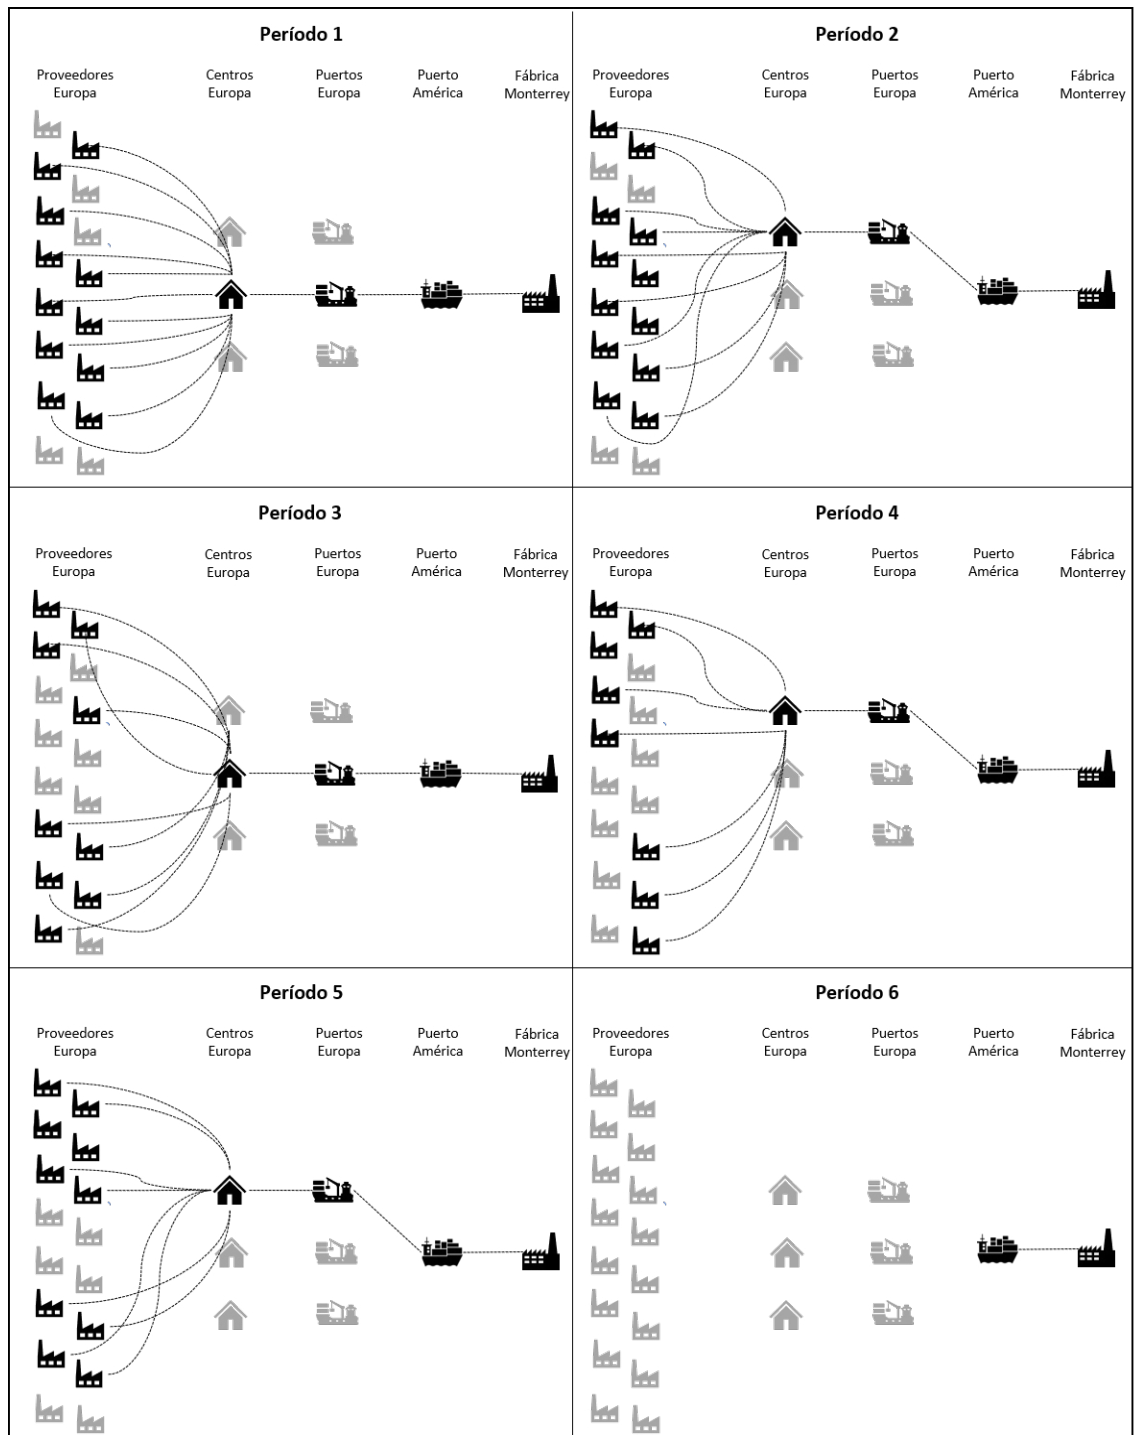 Período 1
Proveedores
Europa
Centros
Europa
Puertos
Europa
Puerto
América
Fábrica
Monterrey
Período 2
Proveedores
Europa
Centros
Europa
Puertos
Europa
Puerto
América
Fábrica
Monterrey
Período 3
Proveedores
Europa
Centros
Europa
Puertos
Europa
Puerto
América
Fábrica
Monterrey
Período 4
Proveedores
Europa
Centros
Europa
Puertos
Europa
Puerto
América
Fábrica
Monterrey
Período 5
Proveedores
Europa
Centros
Europa
Puertos
Europa
Puerto
América
Fábrica
Monterrey
Período 6
Proveedores
Europa
Centros
Europa
Puertos
Europa
Puerto
América
Fábrica
Monterrey